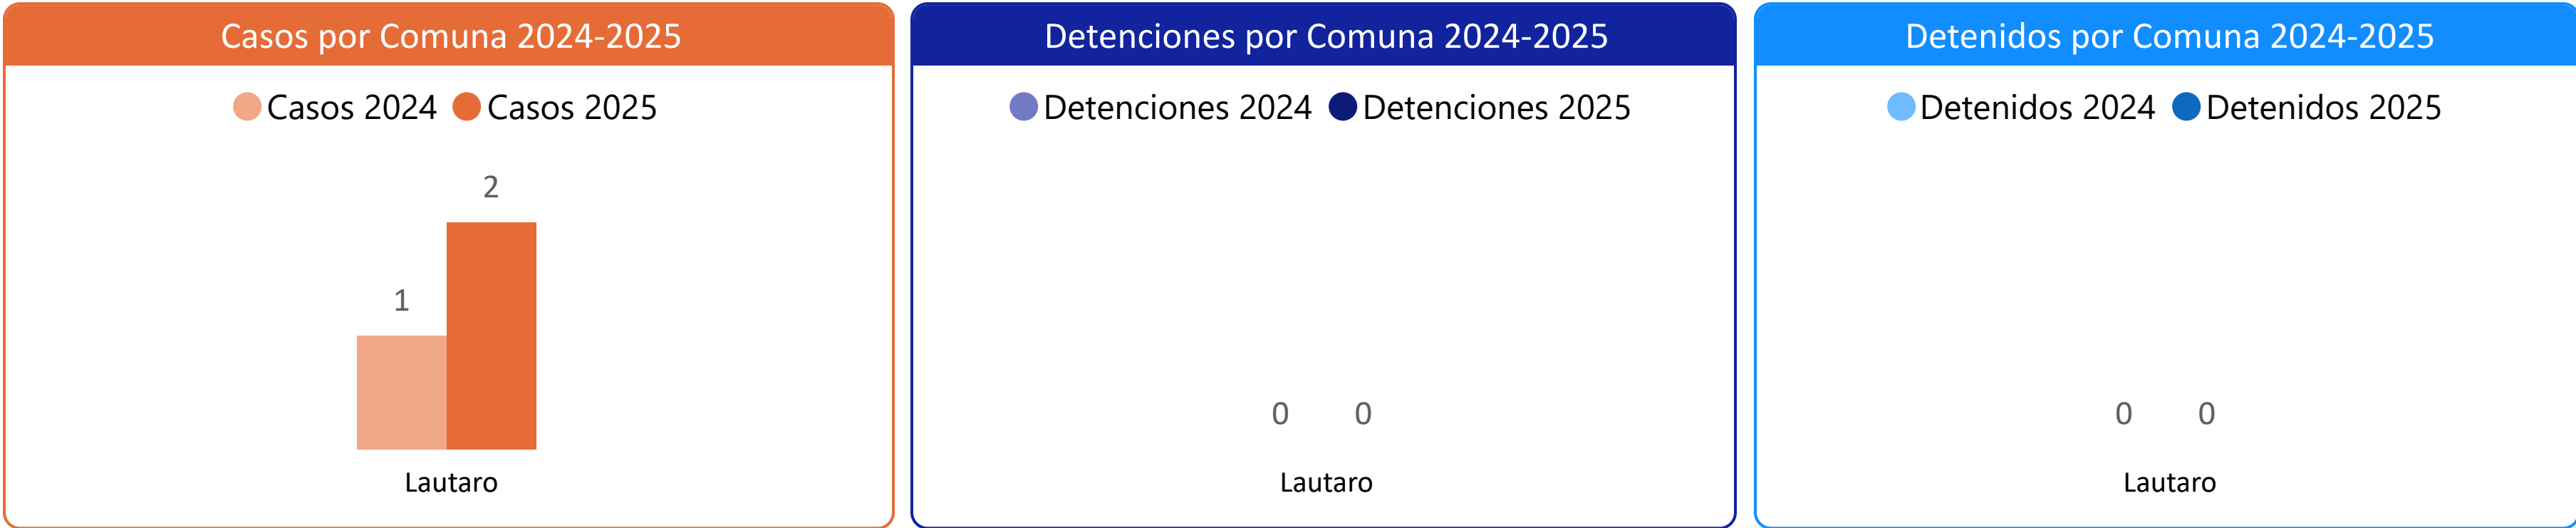 Casos por Comuna 2024-2025
Casos 2024 Casos 2025
2
1
Lautaro
Detenciones por Comuna 2024-2025
Detenciones 2024 Detenciones 2025
0 0
Lautaro
Detenidos por Comuna 2024-2025
Detenidos 2024 Detenidos 2025
0 0
Lautaro